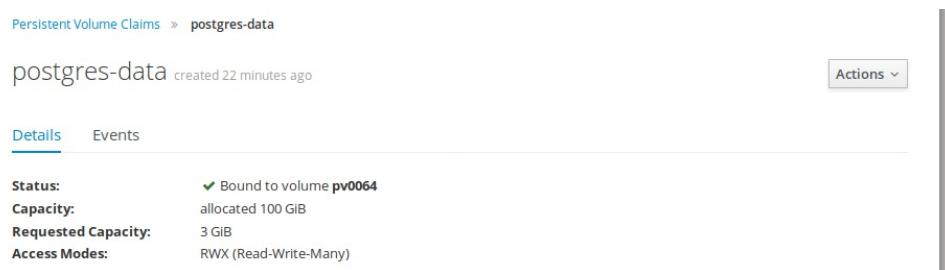 Persistent Volume Claims » postgres-data
postgres-data created 22 minutes ago
Actions
Details Events
Status: Bound to volume pv0064
Capacity: allocated 100 GiB
Requested Capacity: 3 GiB
Access Modes: RWX (Read-Write-Many)